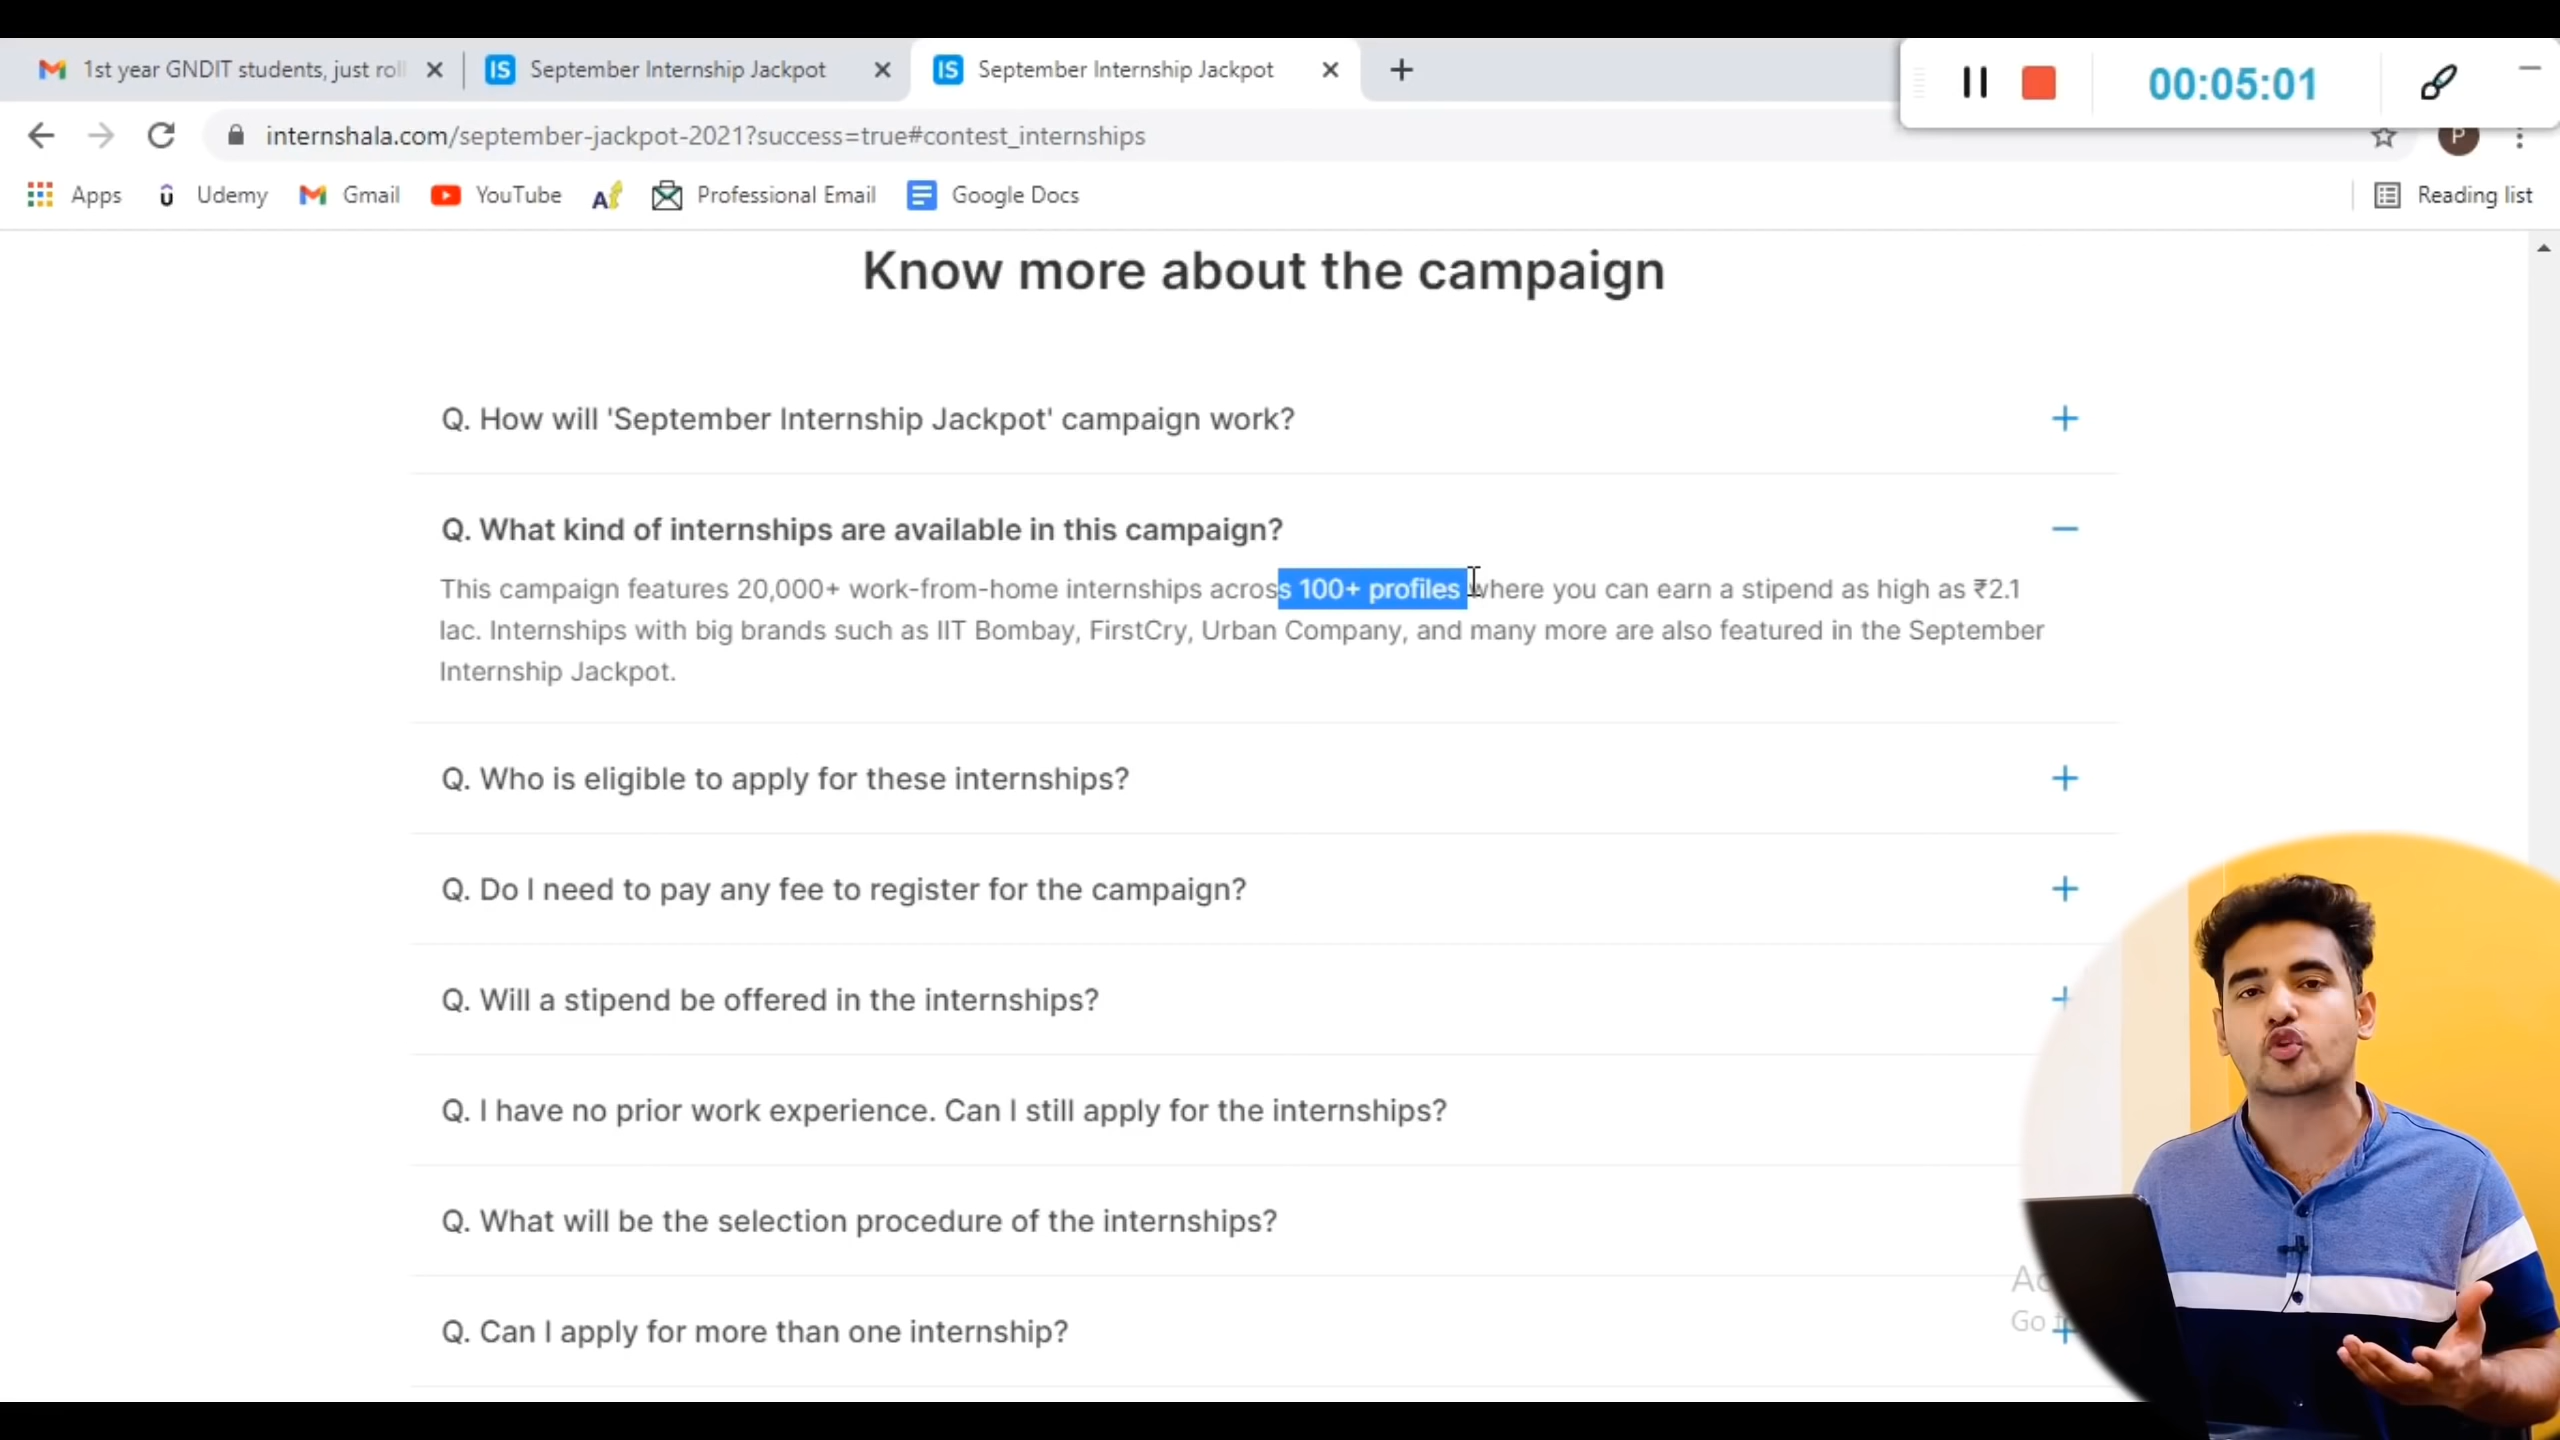 1st year GNDIT students, just roll
IS September Internship Jackpot
IS September Internship Jackpot
00:05:01
internshala.com/september-jackpot-2021?success=true#contest_internships
P
Apps
Udemy
Gmail
YouTube
Professional Email
Google Docs
Reading list
Know more about the campaign
Q. How will 'September Internship Jackpot' campaign work?
Q. What kind of internships are available in this campaign?
This campaign features 20,000+ work-from-home internships across 100+ profiles where you can earn a stipend as high as ₹2.1
lac. Internships with big brands such as IIT Bombay, FirstCry, Urban Company, and many more are also featured in the September
Internship Jackpot.
Q. Who is eligible to apply for these internships?
Q. Do I need to pay any fee to register for the campaign?
Q. Will a stipend be offered in the internships?
Q. I have no prior work experience. Can I still apply for the internships?
Q. What will be the selection procedure of the internships?
Q. Can I apply for more than one internship?
Go